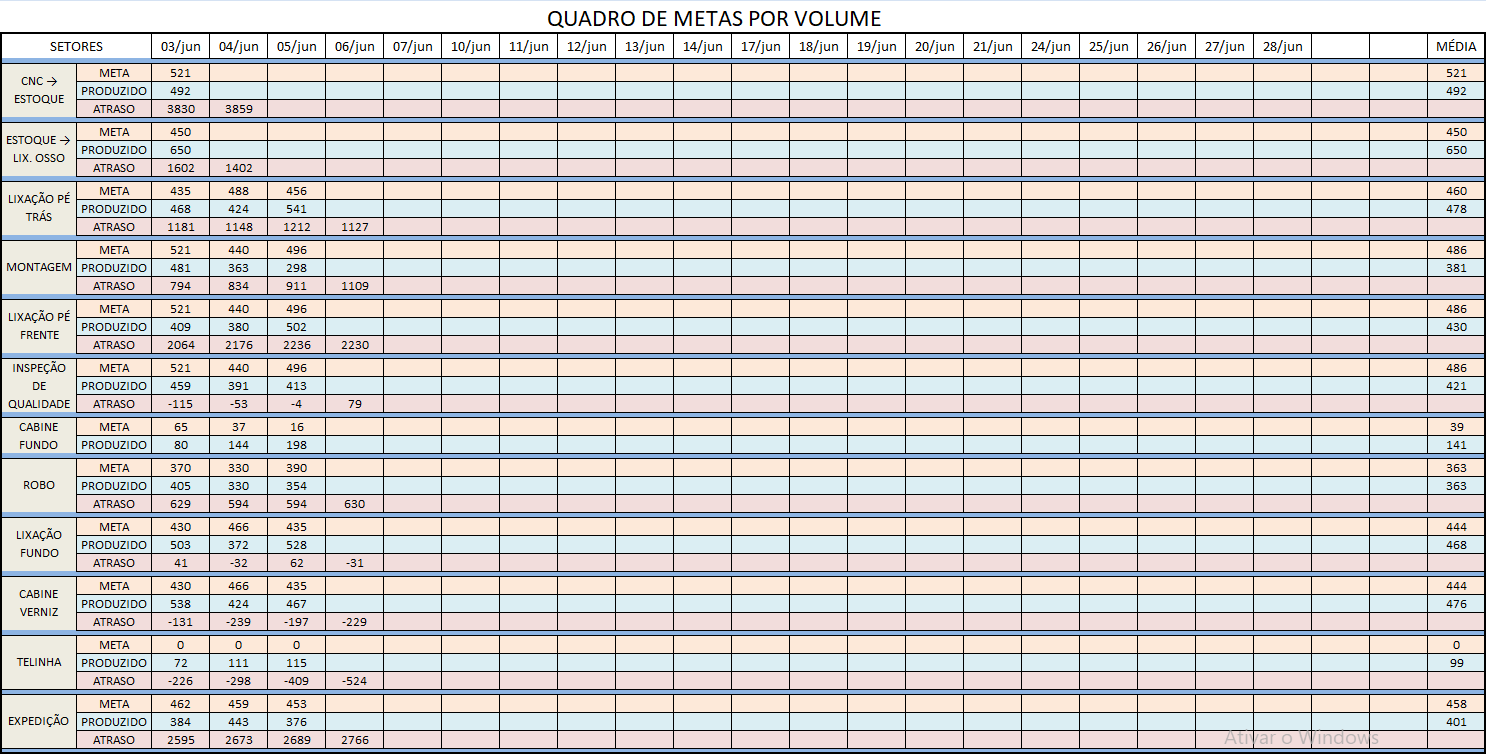 QUADRO DE METAS POR VOLUME
SETORES 03/jun 04/jun 05/jun 06/jun 07/jun 10/jun 11/jun 12/jun 13/jun 14/jun 17/jun 18/jun 19/jun 20/jun 21/jun 24/jun 25/jun 26/jun 27/jun 28/jun MÉDIA
CNC → ESTOQUE
META 521 521
PRODUZIDO 492 492
ATRASO 3830 3859
ESTOQUE → LIX. OSSO
META 450 450
PRODUZIDO 650 650
ATRASO 1602 1402
LIXAÇÃO PÉ TRÁS
META 435 488 456 460
PRODUZIDO 468 424 541 478
ATRASO 1181 1148 1212 1127
MONTAGEM
META 521 440 496 486
PRODUZIDO 481 363 298 381
ATRASO 794 834 911 1109
LIXAÇÃO PÉ FRENTE
META 521 440 496 486
PRODUZIDO 409 380 502 430
ATRASO 2064 2176 2236 2230
INSPEÇÃO DE QUALIDADE
META 521 440 496 486
PRODUZIDO 459 391 413 421
ATRASO -115 -53 -4 79
CABINE FUNDO
META 65 37 16 39
PRODUZIDO 80 144 198 141
ROBO
META 370 330 390 363
PRODUZIDO 405 330 354 363
ATRASO 629 594 594 630
LIXAÇÃO FUNDO
META 430 466 435 444
PRODUZIDO 503 372 528 468
ATRASO 41 -32 62 -31
CABINE VERNIZ
META 430 466 435 444
PRODUZIDO 538 424 467 476
ATRASO -131 -239 -197 -229
TELINHA
META 0 0 0 0
PRODUZIDO 72 111 115 99
ATRASO -226 -298 -409 -524
EXPEDIÇÃO
META 462 459 453 458
PRODUZIDO 384 443 376 401
ATRASO 2595 2673 2689 2766
Ativar o Windows